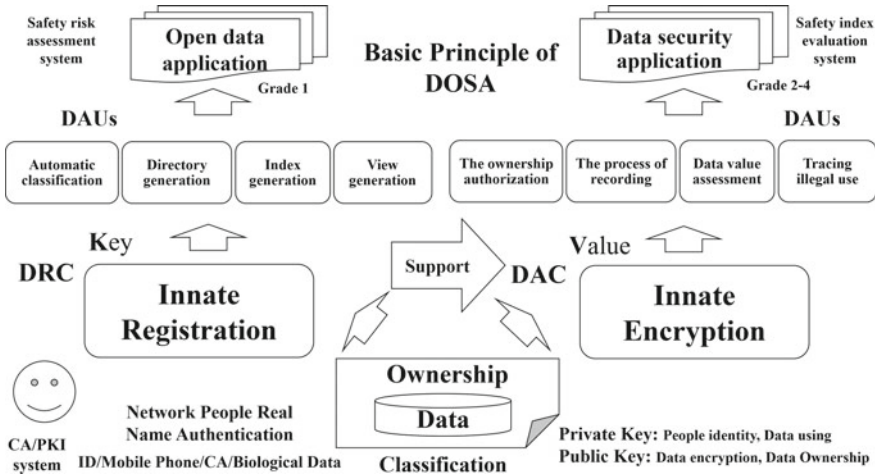 Safety risk
assessment
system
Open data
application
Grade 1
Basic Principle of
DOSA
Data security
application
Grade 2-4
Safety index
evaluation
system
DAUs
DAUs
Automatic
classification
Directory
generation
Index
generation
View
generation
The ownership
authorization
The process of
recording
Data value
assessment
Tracing
illegal use
Key
Value
DRC
Innate
Registration
Support
DAC
Innate
Encryption
Ownership
Data
Classification
CA/PKI
system
Network People Real
Name Authentication
ID/Mobile Phone/CA/Biological Data
Private Key: People identity, Data using
Public Key: Data encryption, Data Ownership